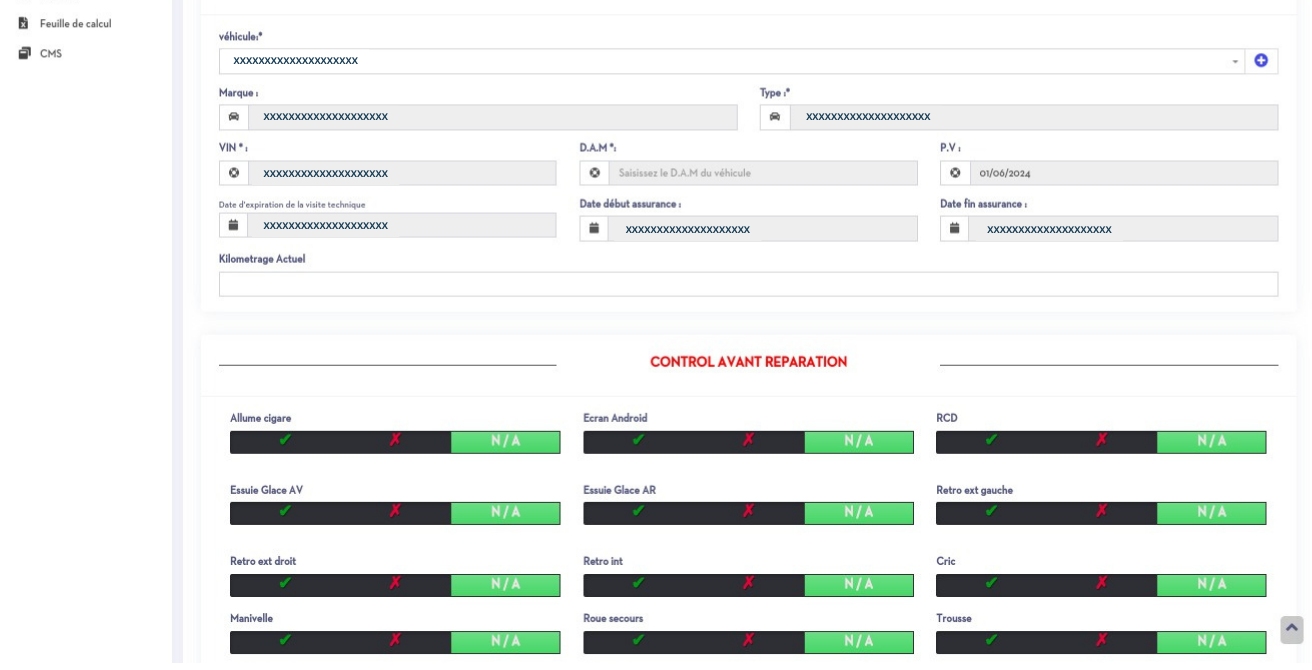 Feuille de calcul
CMS
véhicule:*
XXXXXXXXXXXXXXXXXXXX
Marque :
Type :*
XXXXXXXXXXXXXXXXXXXX
XXXXXXXXXXXXXXXXXXXX
VIN * :
D.A.M *:
P.V :
XXXXXXXXXXXXXXXXXXXX
Saisissez le D.A.M du véhicule
01/06/2024
Date d'expiration de la visite technique
Date début assurance :
Date fin assurance :
XXXXXXXXXXXXXXXXXXXX
XXXXXXXXXXXXXXXXXXXX
XXXXXXXXXXXXXXXXXXXX
Kilometrage Actuel
CONTROL AVANT REPARATION
Allume cigare
Ecran Android
RCD
✔ ✗ N/A
✔ ✗ N/A
✔ ✗ N/A
Essuie Glace AV
Essuie Glace AR
Retro ext gauche
✔ ✗ N/A
✔ ✗ N/A
✔ ✗ N/A
Retro ext droit
Retro int
Cric
✔ ✗ N/A
✔ ✗ N/A
✔ ✗ N/A
Manivelle
Roue secours
Trousse
✔ ✗ N/A
✔ ✗ N/A
✔ ✗ N/A